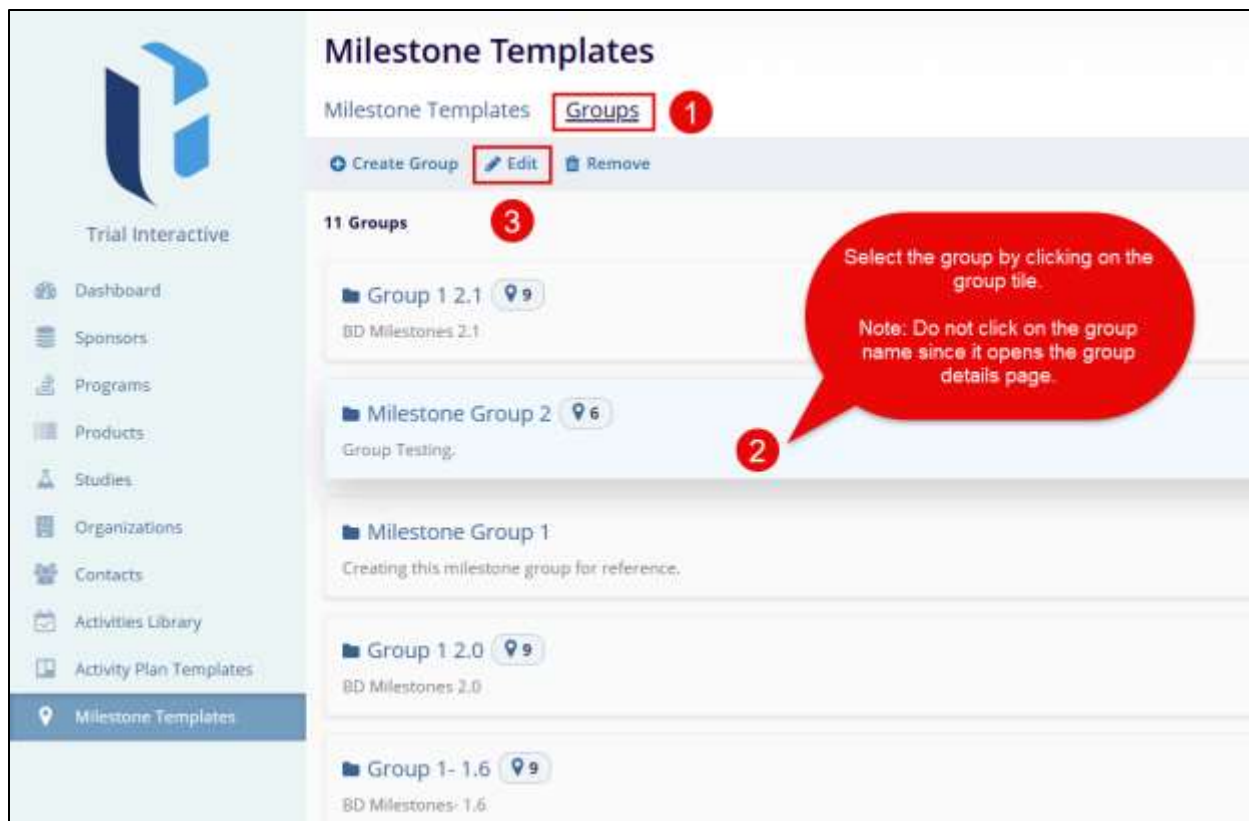 Milestone Templates
Milestone Templates Groups 1
Create Group Edit Remove
3
11 Groups
Trial Interactive
Dashboard
Sponsors
Programs
Products
Studies
Organizations
Contacts
Activities Library
Activity Plan Templates
Milestone Templates
Group 1 2.1 9
BD Milestones 2.1
Select the group by clicking on the
group tile.
Note: Do not click on the group
name since it opens the group
details page.
Milestone Group 2 6
Group Testing.
2
Milestone Group 1
Creating this milestone group for reference.
Group 1 2.0 9
BD Milestones 2.0
Group 1- 1.6 9
BD Milestones- 1.6